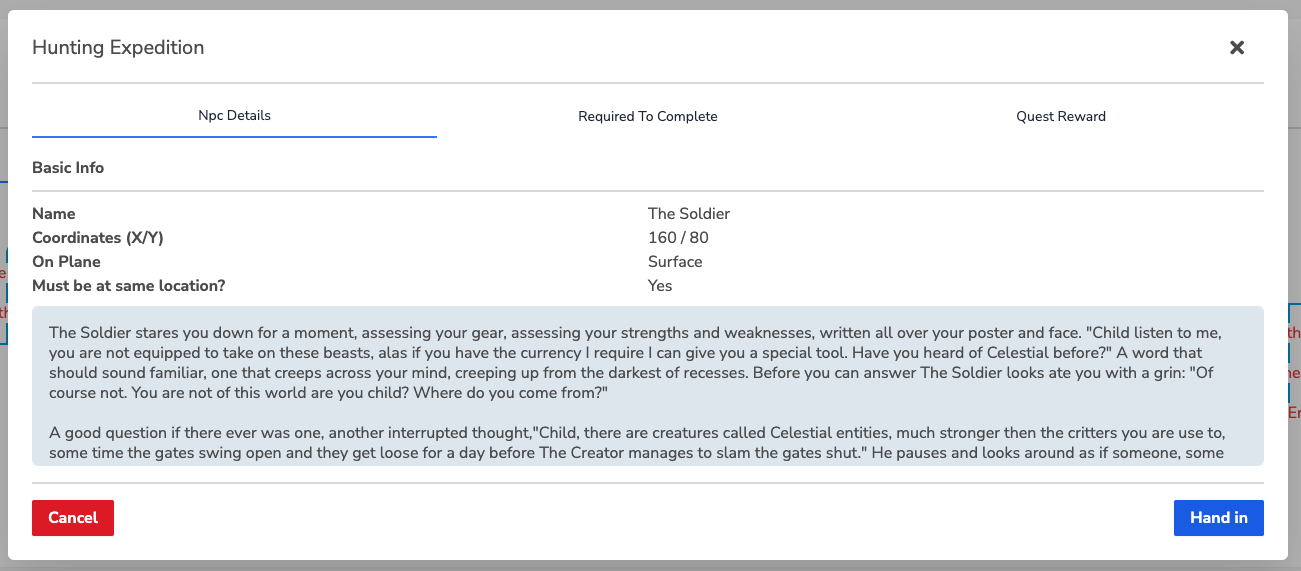 Hunting Expedition
Npc Details
Required To Complete
Quest Reward
Basic Info
Name
The Soldier
Coordinates (X/Y)
160 / 80
On Plane
Surface
Must be at same location?
Yes
The Soldier stares you down for a moment, assessing your gear, assessing your strengths and weaknesses, written all over your poster and face. "Child listen to me,
you are not equipped to take on these beasts, alas if you have the currency I require I can give you a special tool. Have you heard of Celestial before?" A word that
should sound familiar, one that creeps across your mind, creeping up from the darkest of recesses. Before you can answer The Soldier looks ate you with a grin: "Of
course not. You are not of this world are you child? Where do you come from?"
A good question if there ever was one, another interrupted thought,"Child, there are creatures called Celestial entities, much stronger then the critters you are use to,
some time the gates swing open and they get loose for a day before The Creator manages to slam the gates shut." He pauses and looks around as if someone, some
Cancel
Hand in